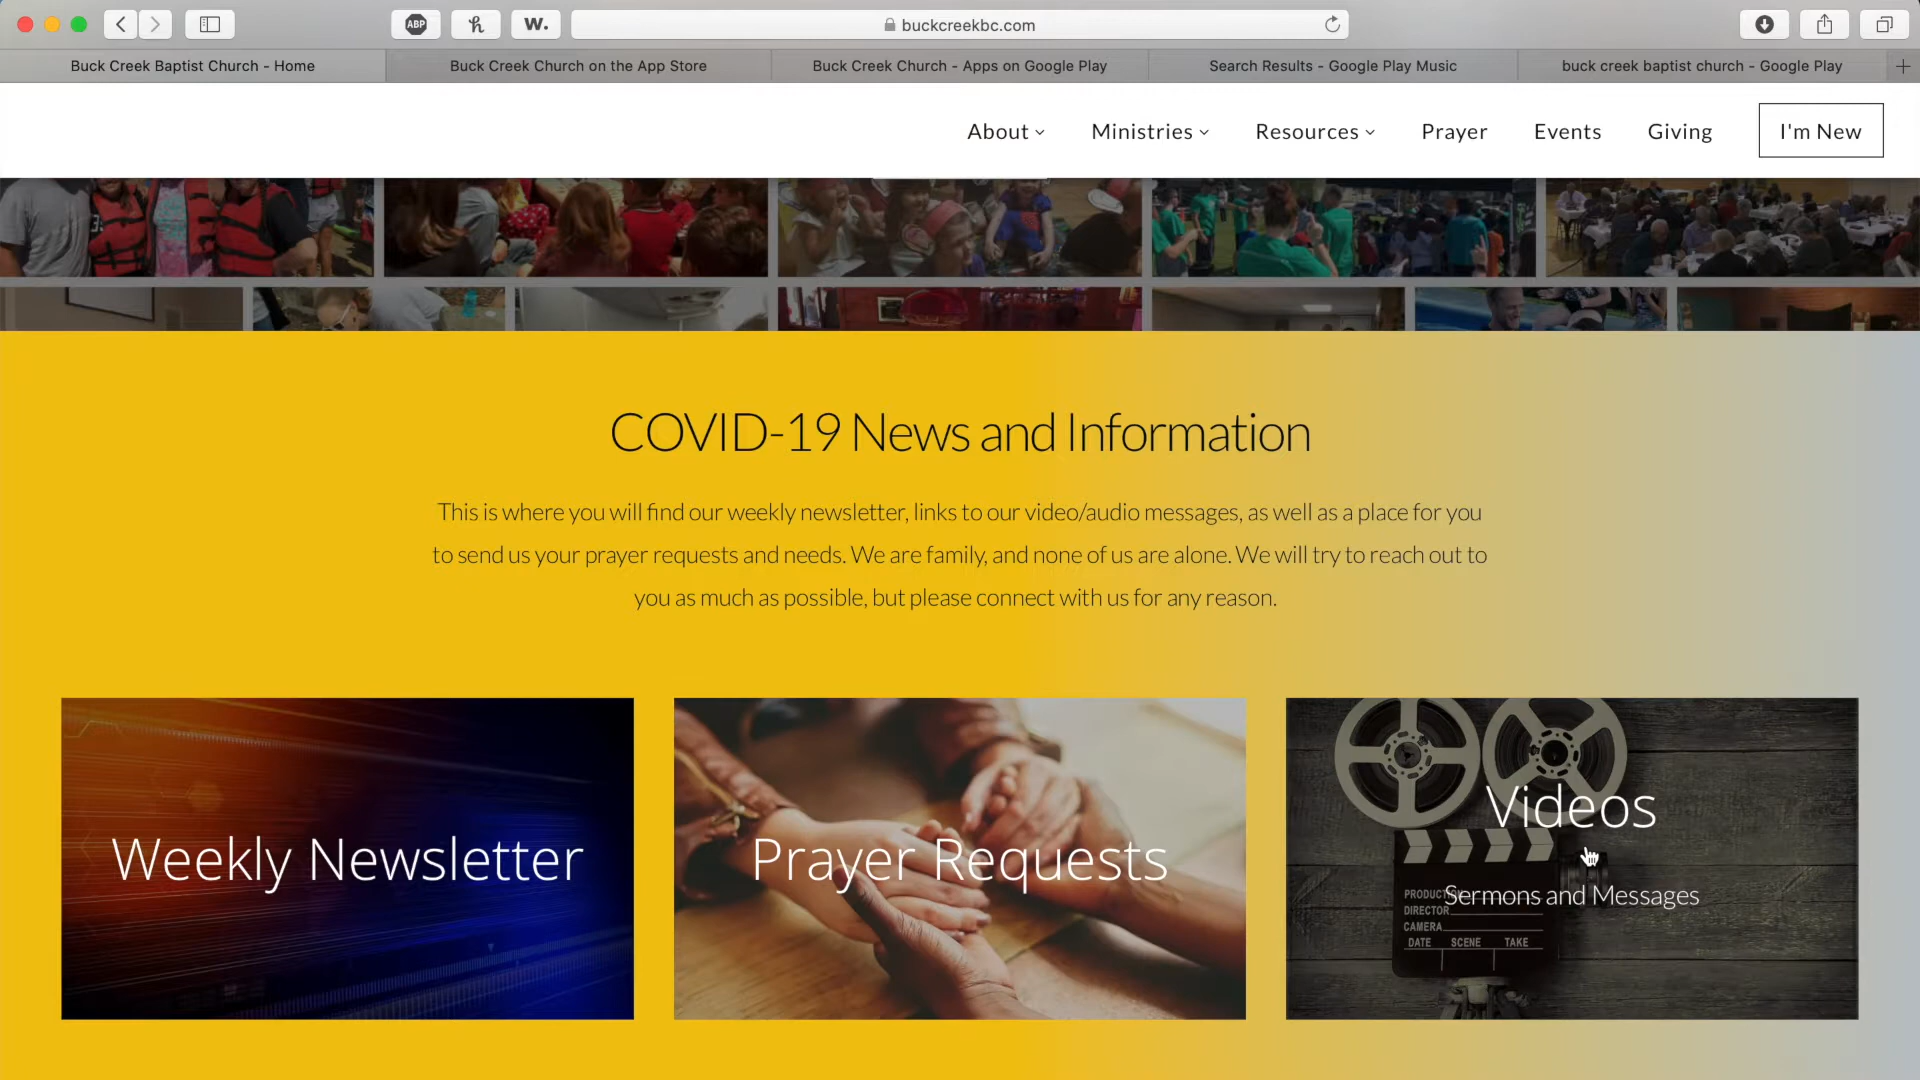 ABP
h
W.
buckcreekbc.com
Buck Creek Baptist Church - Home
Buck Creek Church on the App Store
Buck Creek Church - Apps on Google Play
Search Results - Google Play Music
buck creek baptist church - Google Play
About
Ministries
Resources
Prayer
Events
Giving
I'm New
COVID-19 News and Information
This is where you will find our weekly newsletter, links to our video/audio messages, as well as a place for you
to send us your prayer requests and needs. We are family, and none of us are alone. We will try to reach out to
you as much as possible, but please connect with us for any reason.
Weekly Newsletter
Prayer Requests
Videos
Sermons and Messages
PRODUCTION
DIRECTOR
CAMERA
DATE SCENE TAKE